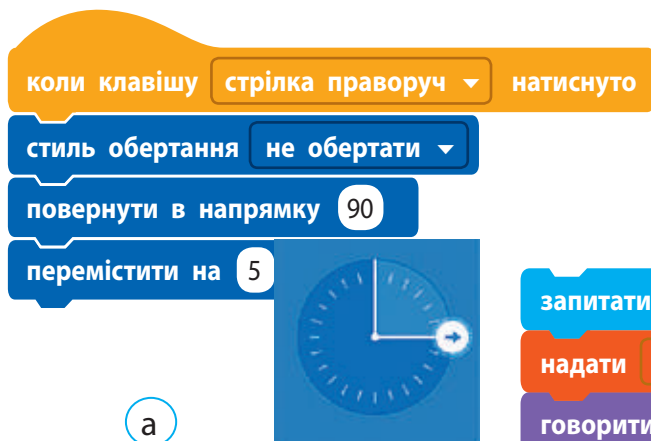 коли клавішу стрілка праворуч натиснуто
стиль обертання не обертати
повернути в напрямку 90
перемістити на 5
запитати
надати
говорити
а